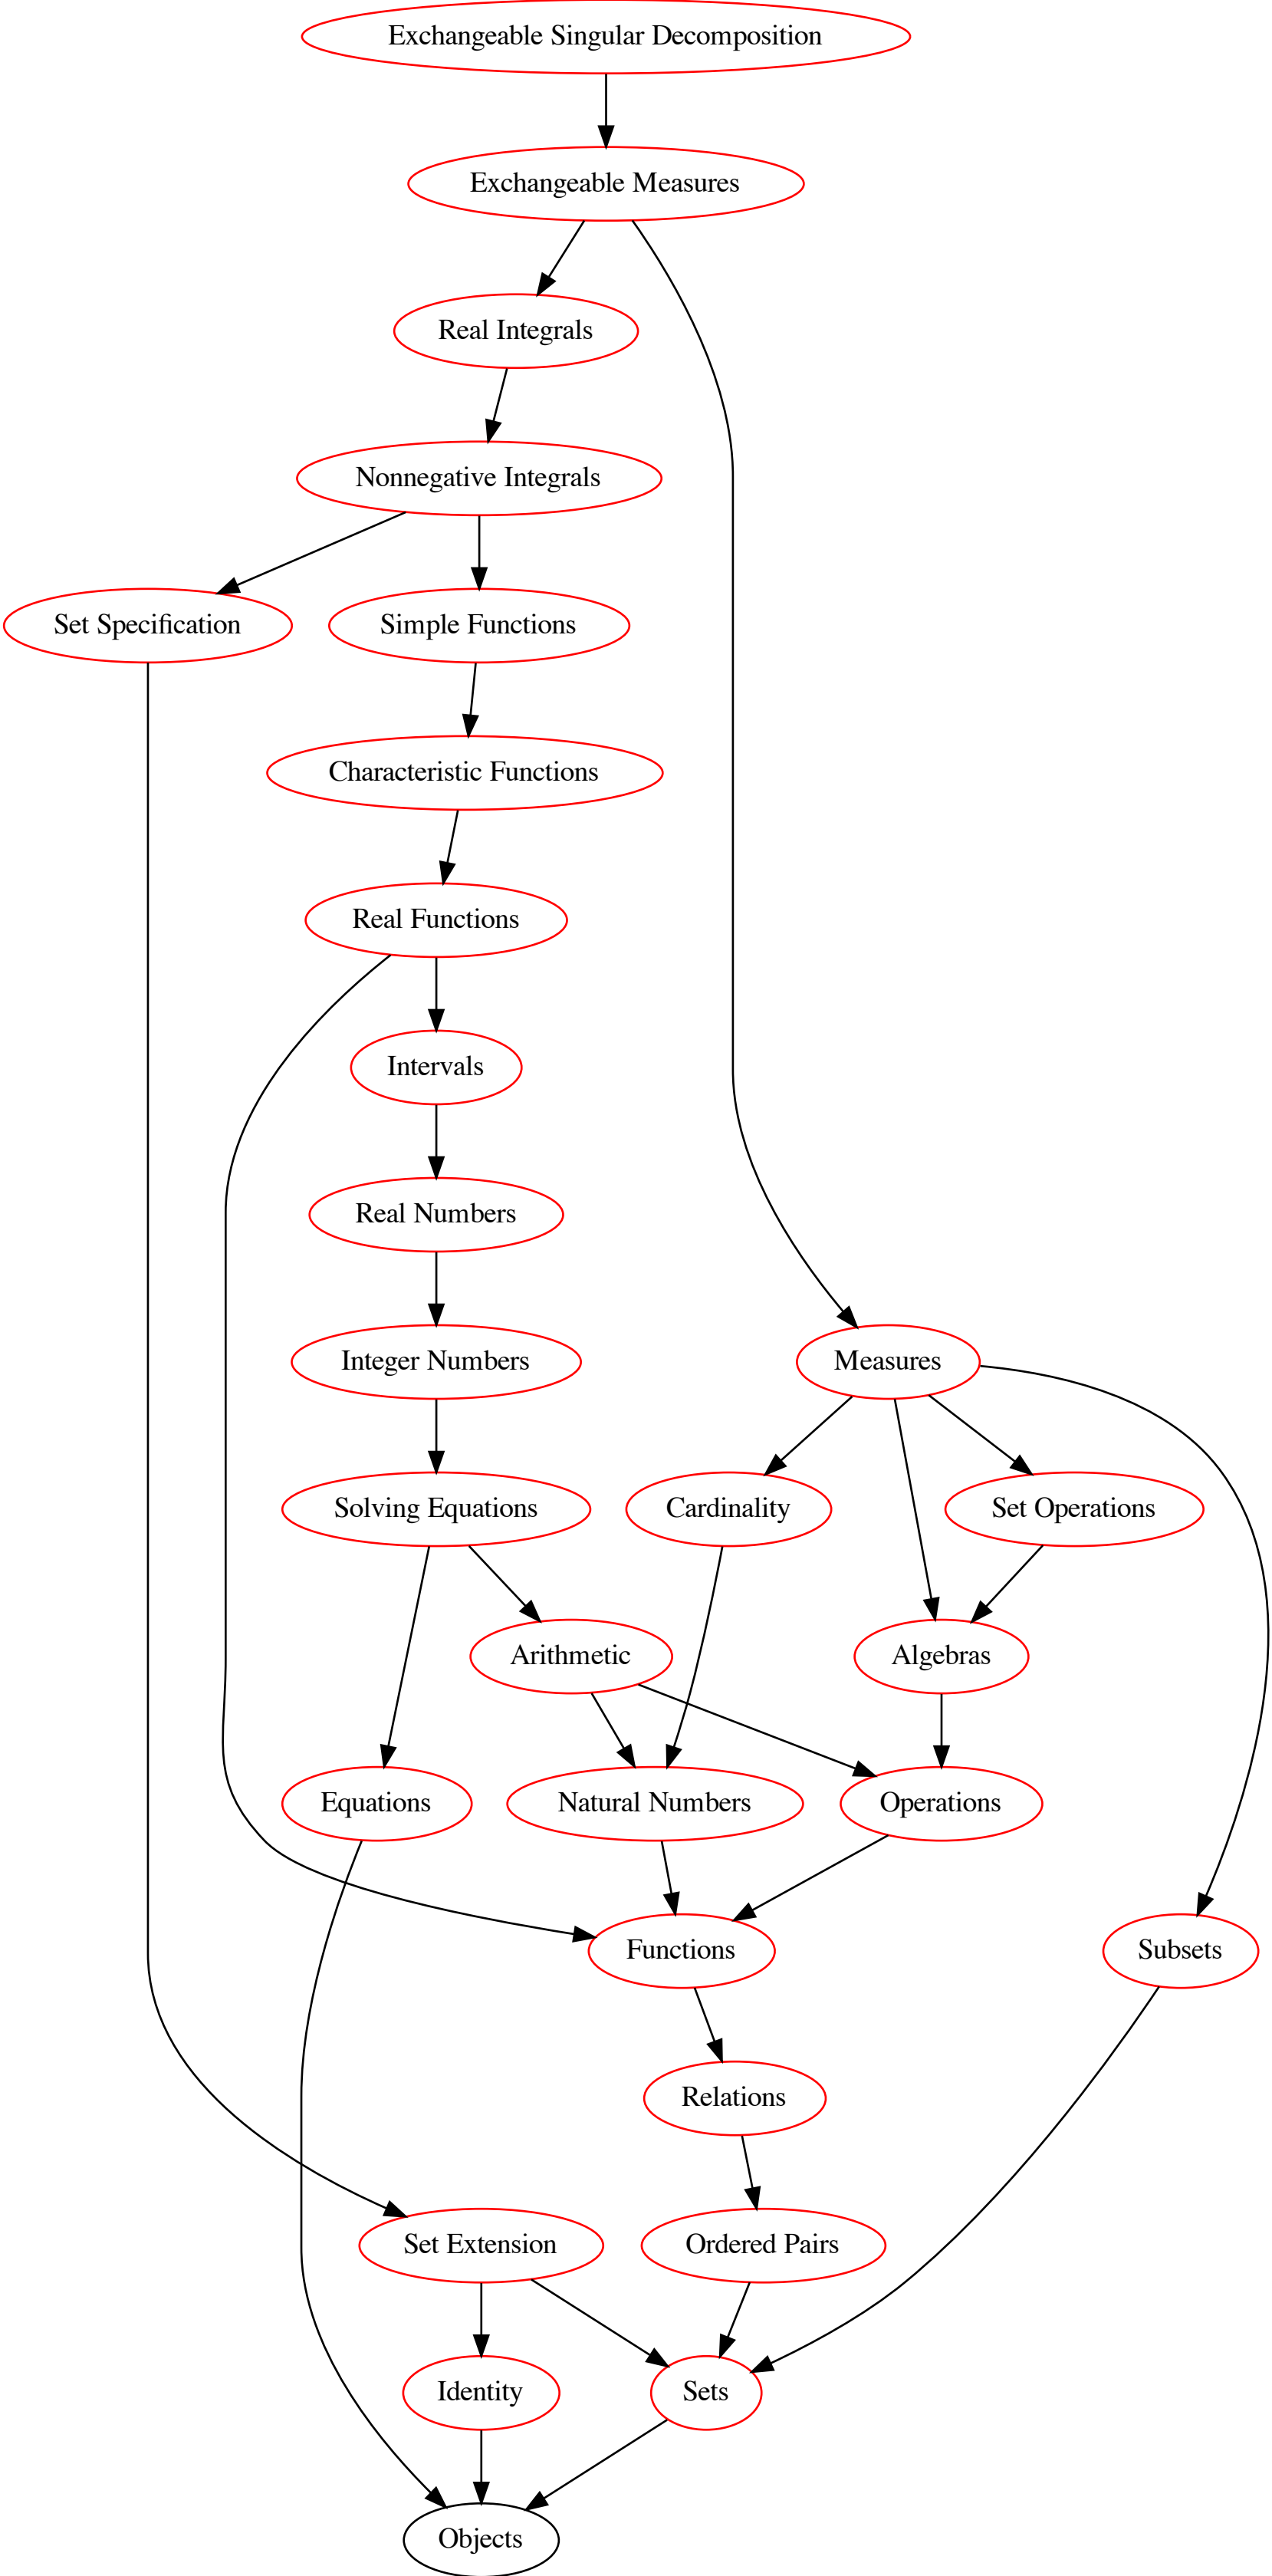 Exchangeable Singular Decomposition
Exchangeable Measures
Real Integrals
Nonnegative Integrals
Set Specification
Simple Functions
Characteristic Functions
Real Functions
Intervals
Real Numbers
Integer Numbers
Measures
Solving Equations
Cardinality
Set Operations
Arithmetic
Algebras
Equations
Natural Numbers
Operations
Functions
Subsets
Relations
Set Extension
Ordered Pairs
Identity
Sets
Objects